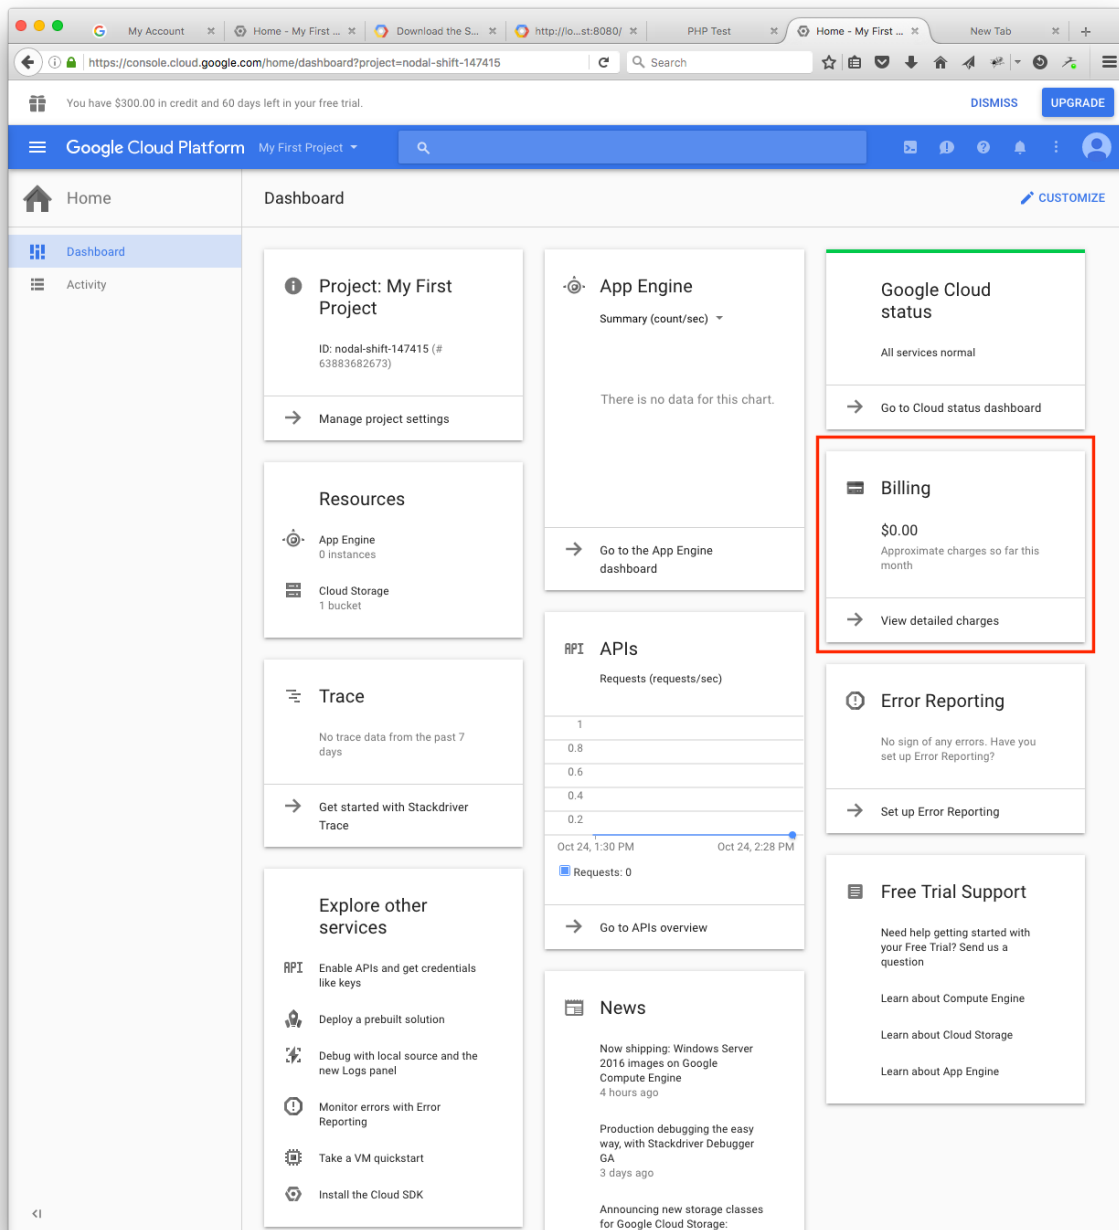 My Account
Home - My First ...
Download the S...
http://lo...st:8080/
PHP Test
Home - My First ...
New Tab
https://console.cloud.google.com/home/dashboard?project=nodal-shift-147415
Search
You have $300.00 in credit and 60 days left in your free trial.
DISMISS
UPGRADE
Google Cloud Platform
My First Project
Home
Dashboard
CUSTOMIZE
Dashboard
Activity
Project: My First
Project
ID: nodal-shift-147415 (#
63883682673)
Manage project settings
Resources
App Engine
0 instances
Cloud Storage
1 bucket
Trace
No trace data from the past 7
days
Get started with Stackdriver
Trace
Explore other
services
API
Enable APIs and get credentials
like keys
Deploy a prebuilt solution
Debug with local source and the
new Logs panel
Monitor errors with Error
Reporting
Take a VM quickstart
Install the Cloud SDK
App Engine
Summary (count/sec)
There is no data for this chart.
Go to the App Engine
dashboard
API
APIs
Requests (requests/sec)
1
0.8
0.6
0.4
0.2
Oct 24, 1:30 PM
Oct 24, 2:28 PM
Requests: 0
Go to APIs overview
News
Now shipping: Windows Server
2016 images on Google
Compute Engine
4 hours ago
Production debugging the easy
way, with Stackdriver Debugger
GA
3 days ago
Announcing new storage classes
for Google Cloud Storage:
Google Cloud
status
All services normal
Go to Cloud status dashboard
Billing
$0.00
Approximate charges so far this
month
View detailed charges
Error Reporting
No sign of any errors. Have you
set up Error Reporting?
Set up Error Reporting
Free Trial Support
Need help getting started with
your Free Trial? Send us a
question
Learn about Compute Engine
Learn about Cloud Storage
Learn about App Engine